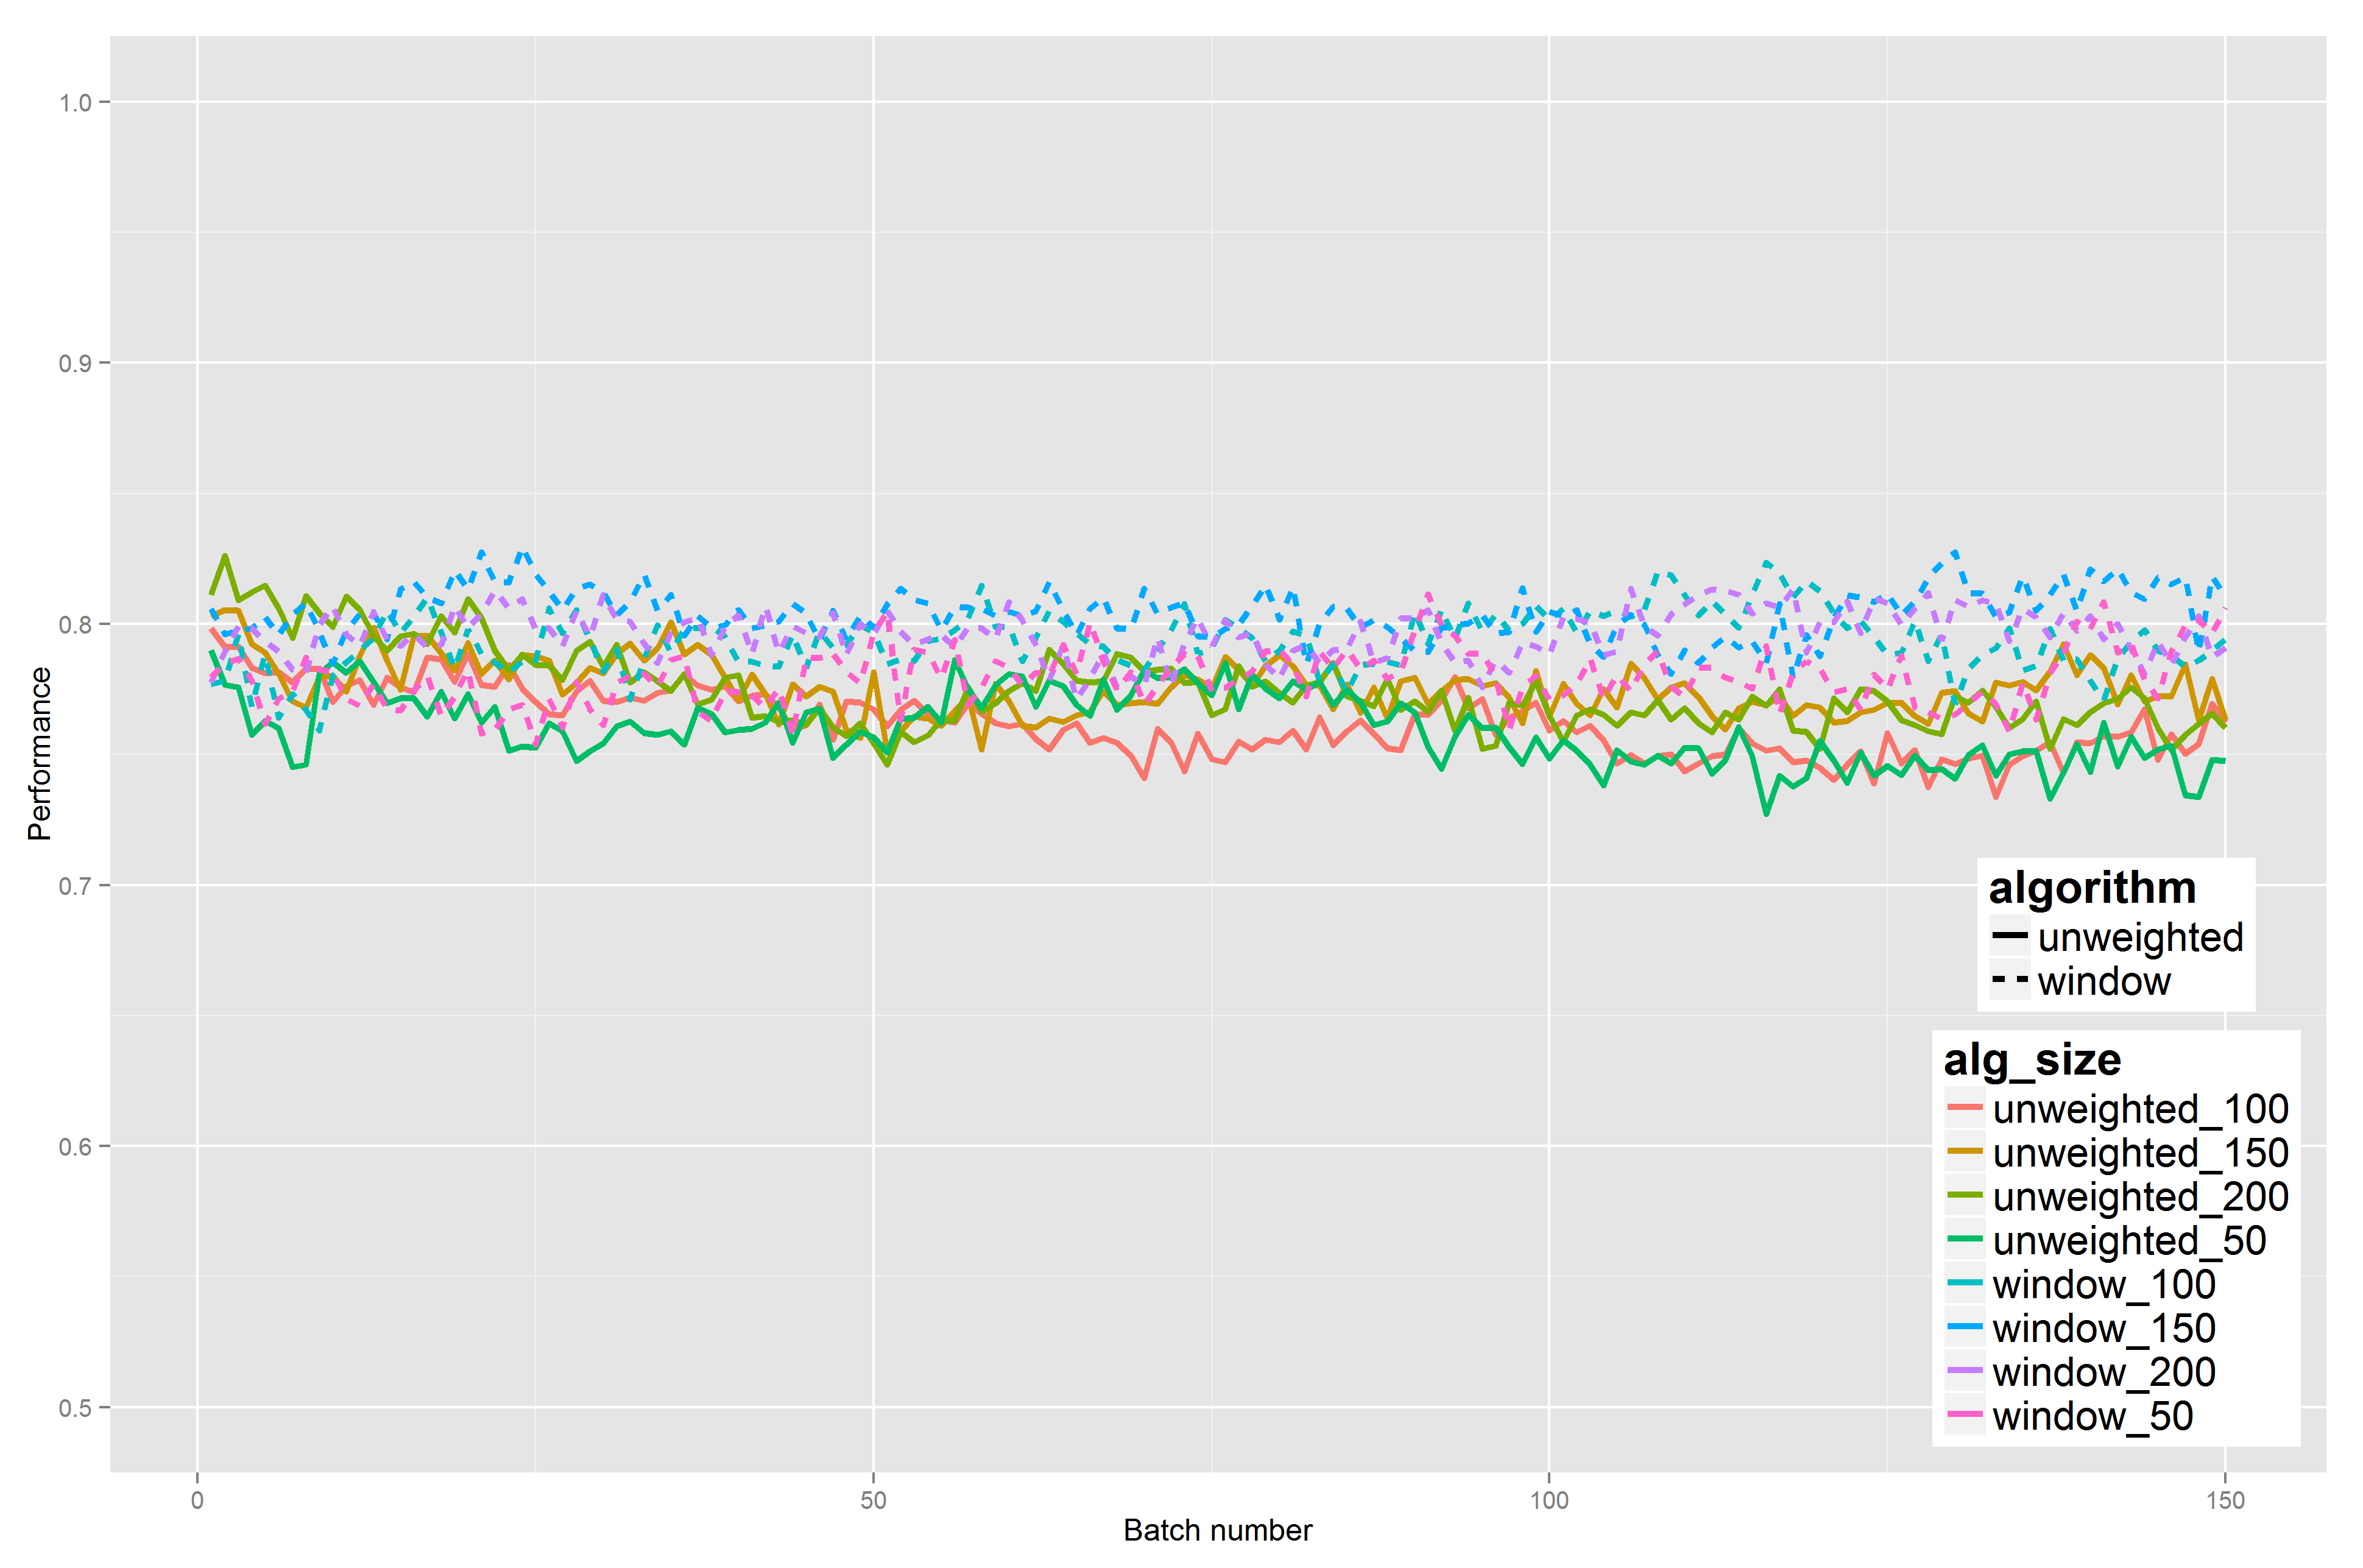 1.0
0.9
0.8
0.7
0.6
0.5
Performance
0
50
100
150
Batch number
algorithm
unweighted
window
alg_size
unweighted_100
unweighted_150
unweighted_200
unweighted_50
window_100
window_150
window_200
window_50